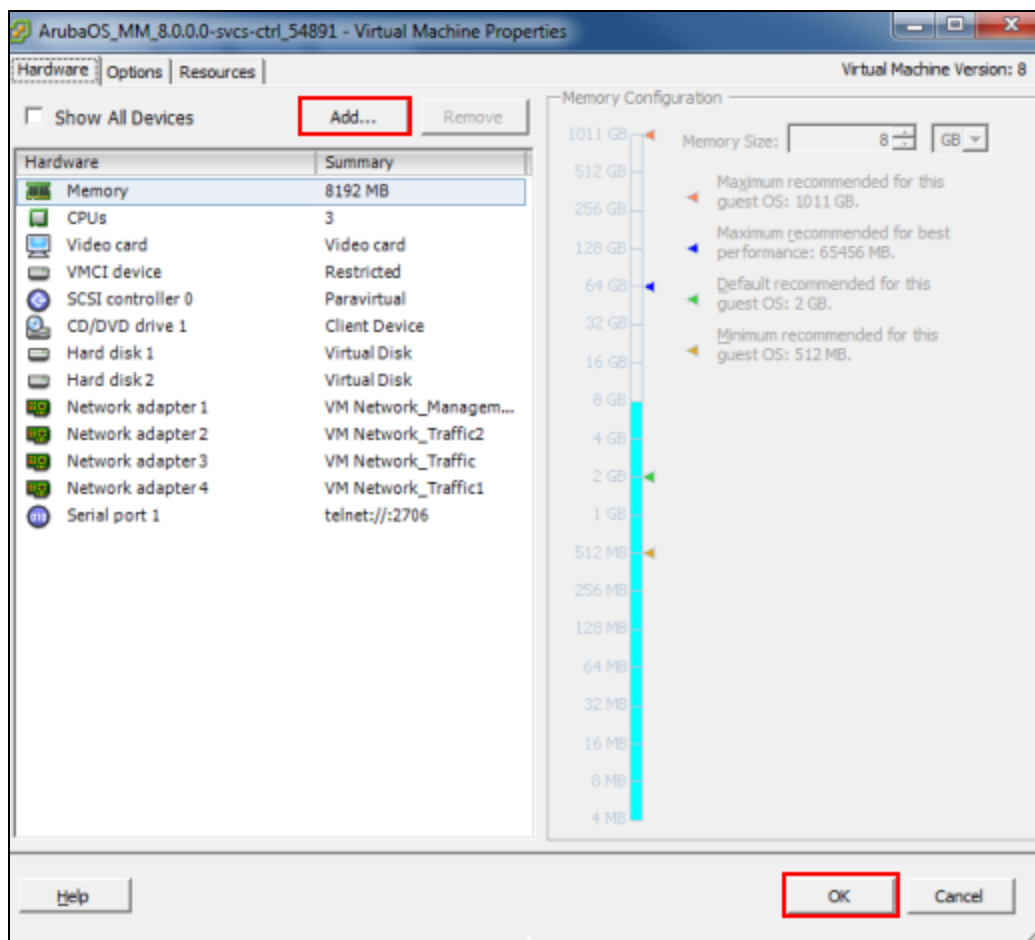 ArubaOS_MM_8.0.0.0-svcs-ctrl_54891 - Virtual Machine Properties
Hardware Options Resources Virtual Machine Version: 8
Show All Devices Add... Remove
Hardware Summary
Memory 8192 MB
CPUs 3
Video card Video card
VMCI device Restricted
SCSI controller 0 Paravirtual
CD/DVD drive 1 Client Device
Hard disk 1 Virtual Disk
Hard disk 2 Virtual Disk
Network adapter 1 VM Network_Managem...
Network adapter 2 VM Network_Traffic2
Network adapter 3 VM Network_Traffic
Network adapter 4 VM Network_Traffic1
Serial port 1 telnet://:2706
Memory Configuration
1011 GB
512 GB
256 GB
128 GB
64 GB
32 GB
16 GB
8 GB
4 GB
2 GB
1 GB
512 MB
256 MB
128 MB
64 MB
32 MB
16 MB
8 MB
4 MB
Memory Size: 8 GB
Maximum recommended for this
guest OS: 1011 GB.
Maximum recommended for best
performance: 65456 MB.
Default recommended for this
guest OS: 2 GB.
Minimum recommended for this
guest OS: 512 MB.
Help OK Cancel